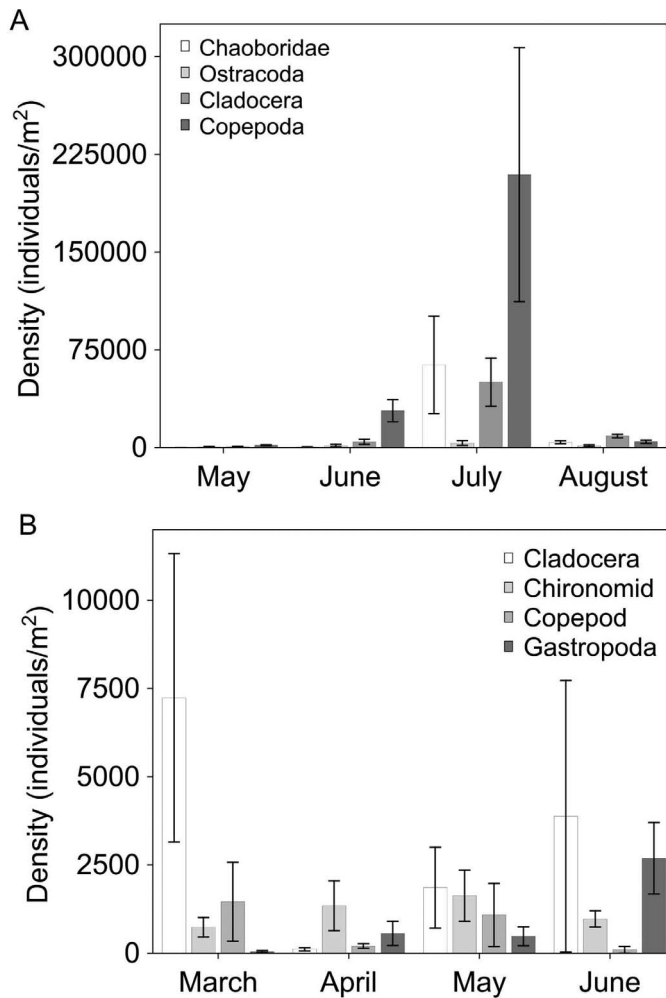 A
Chaoboridae
Ostracoda
Cladocera
Copepoda
Density (individuals/m²)
300000
225000
150000
75000
0
May June July August
B
Cladocera
Chironomid
Copepod
Gastropoda
Density (individuals/m²)
10000
7500
5000
2500
0
March April May June